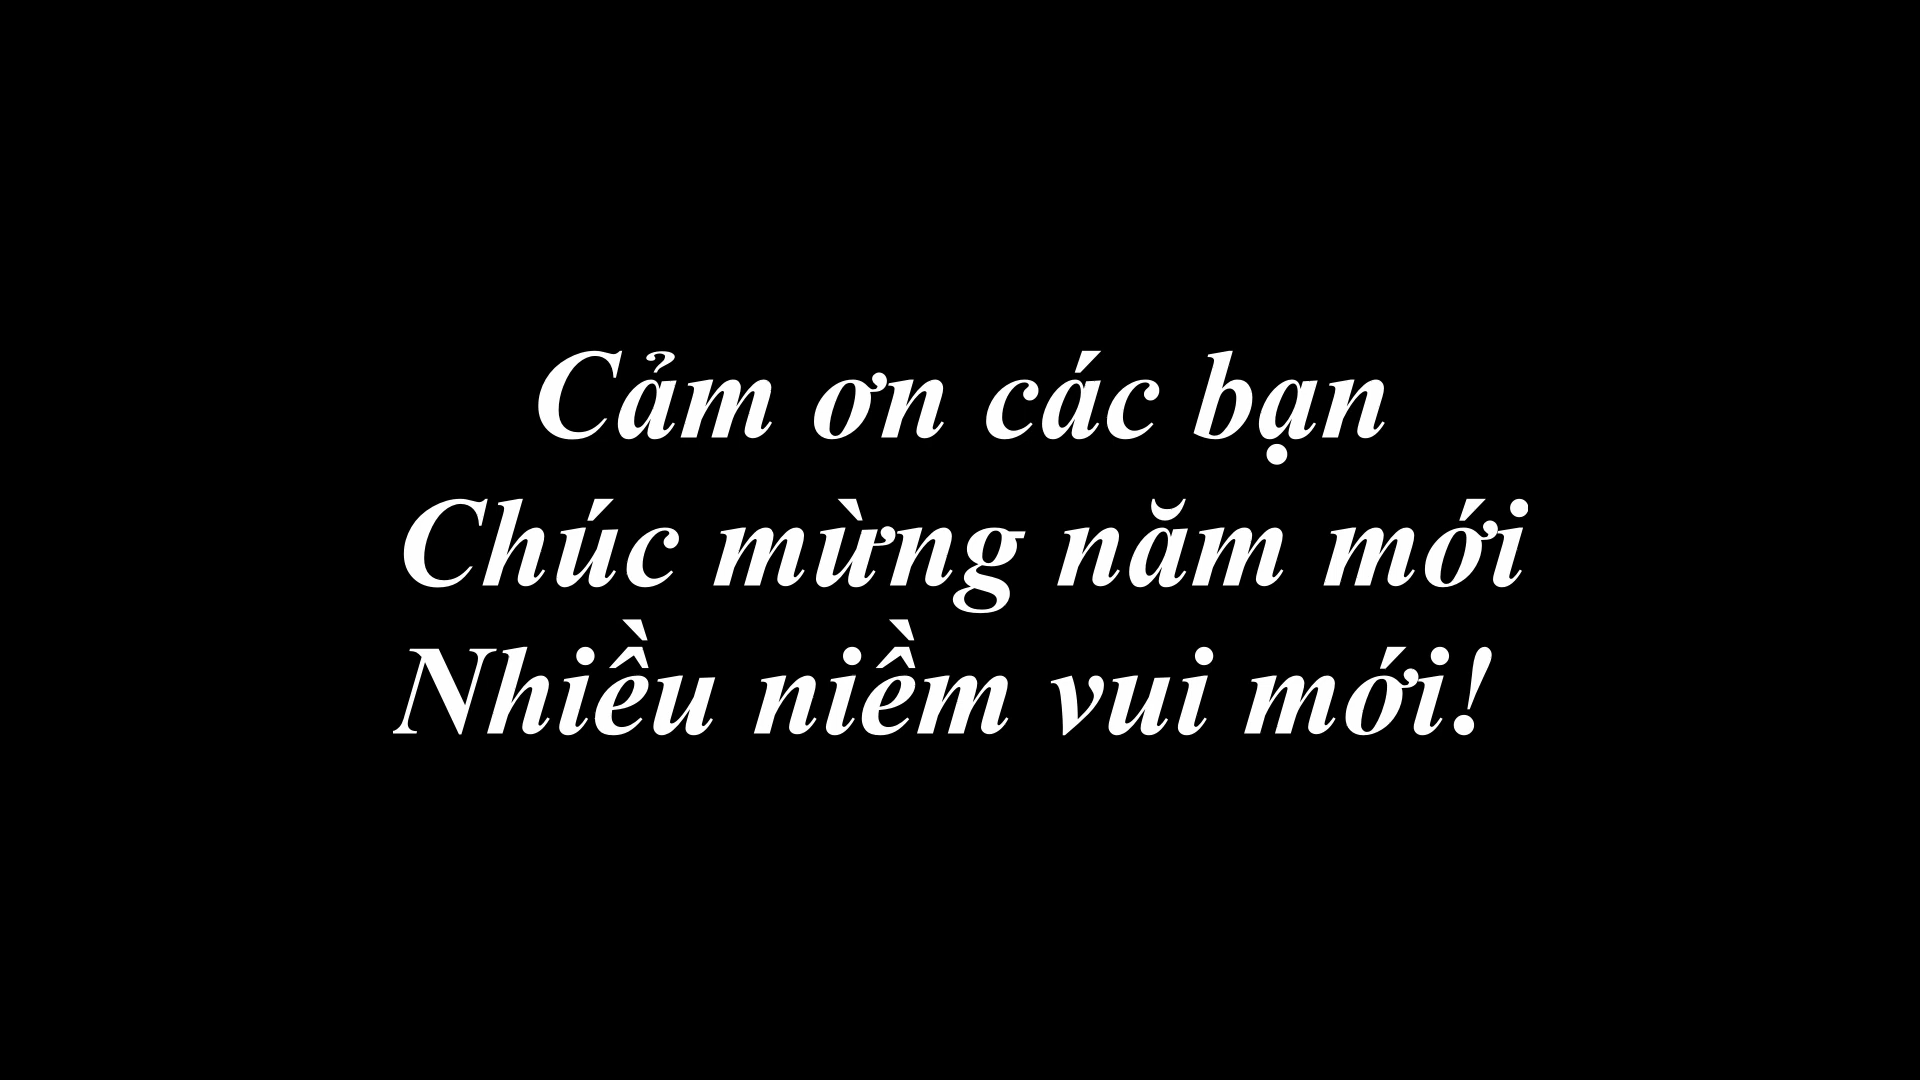 Cảm ơn các bạn
Chúc mừng năm mới
Nhiều niềm vui mới!